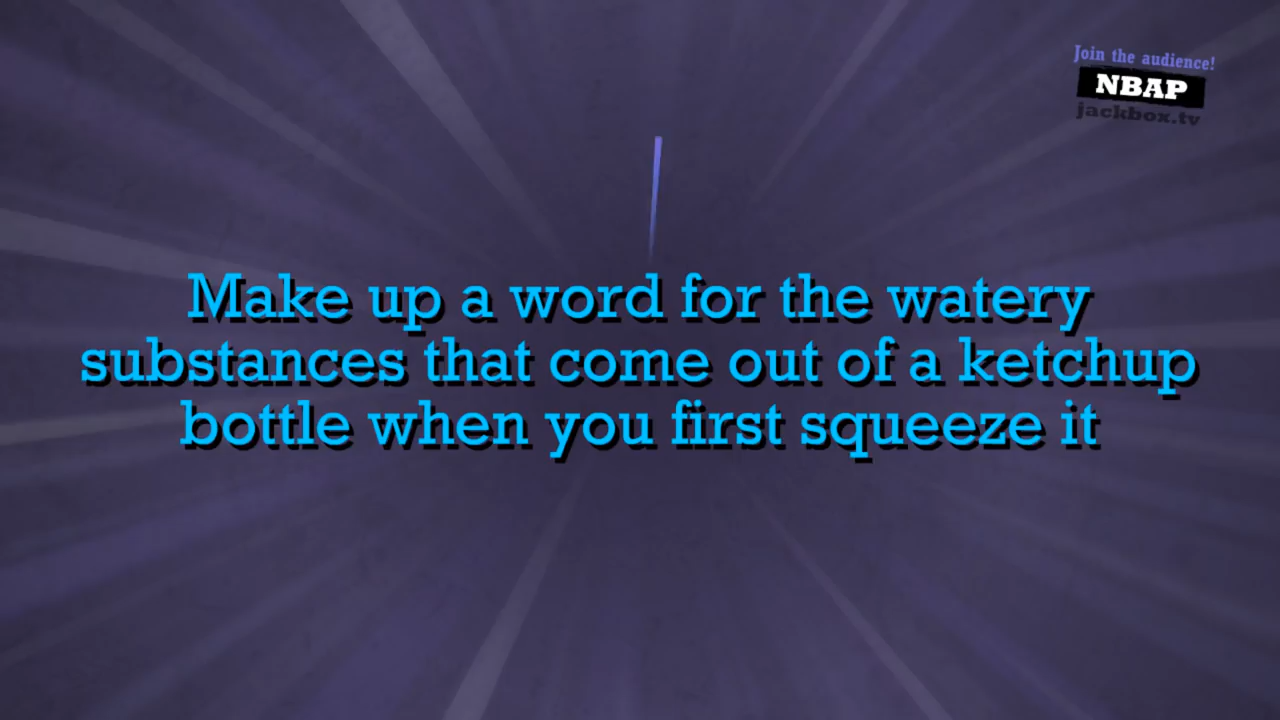 Join the audience!
NBAP
jackbox.tv
Make up a word for the watery
substances that come out of a ketchup
bottle when you first squeeze it